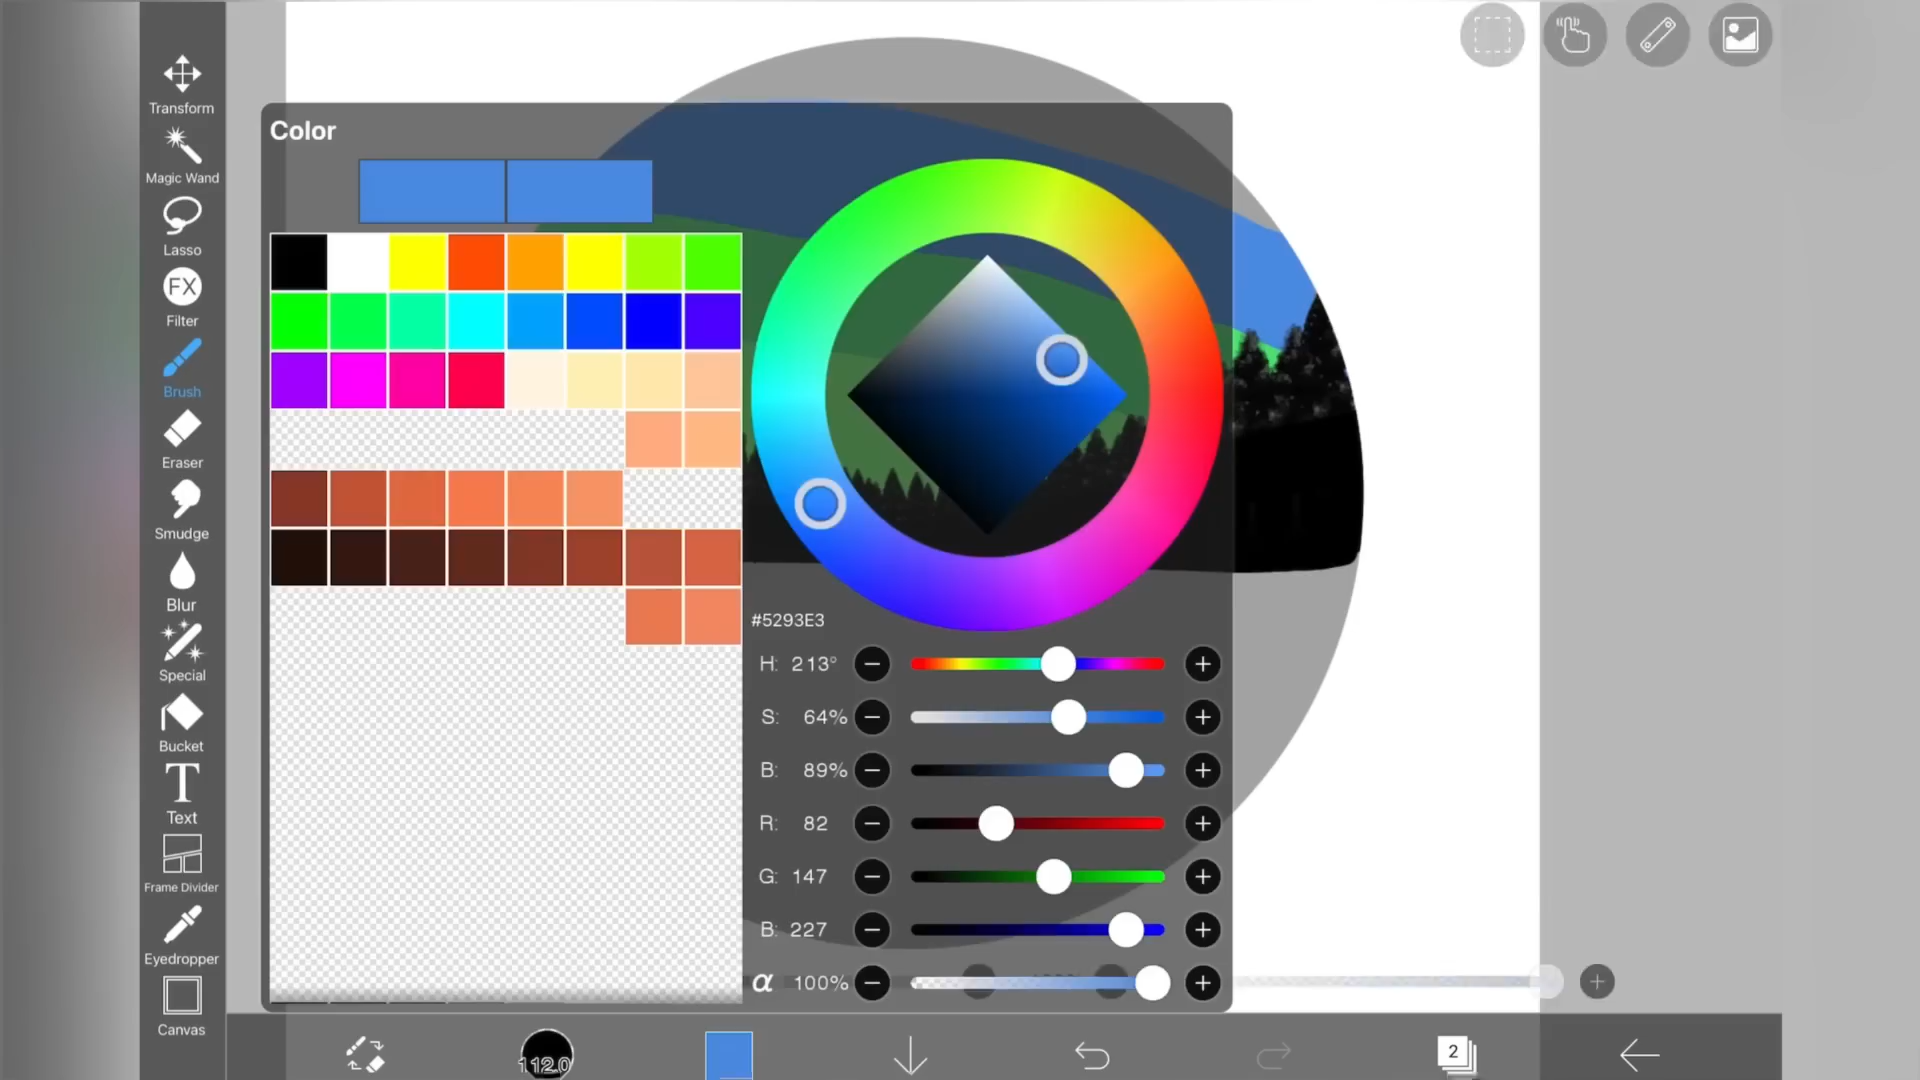 Transform
Magic Wand
Lasso
FX
Filter
Brush
Eraser
Smudge
Blur
Special
Bucket
T
Text
Frame Divider
Eyedropper
Canvas
Color
#5293E3
H: 213°
S: 64%
B: 89%
R: 82
G: 147
B: 227
α 100%
112.0
2